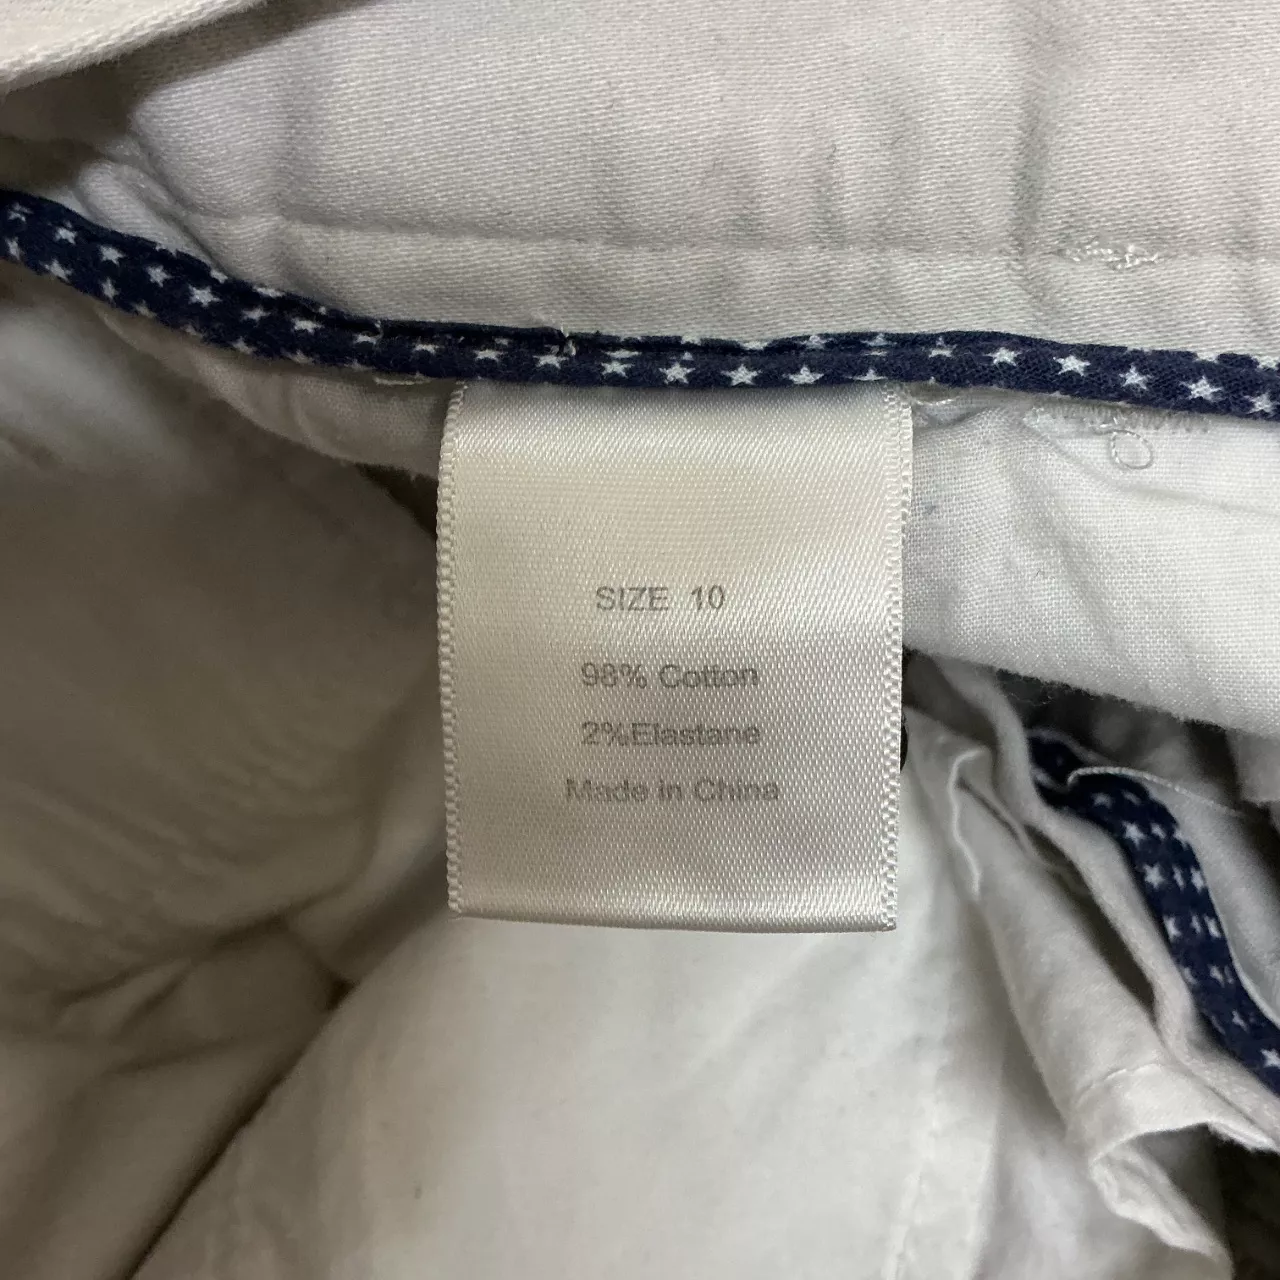 SIZE 10
98% Cotton
2%Elastane
Made in China